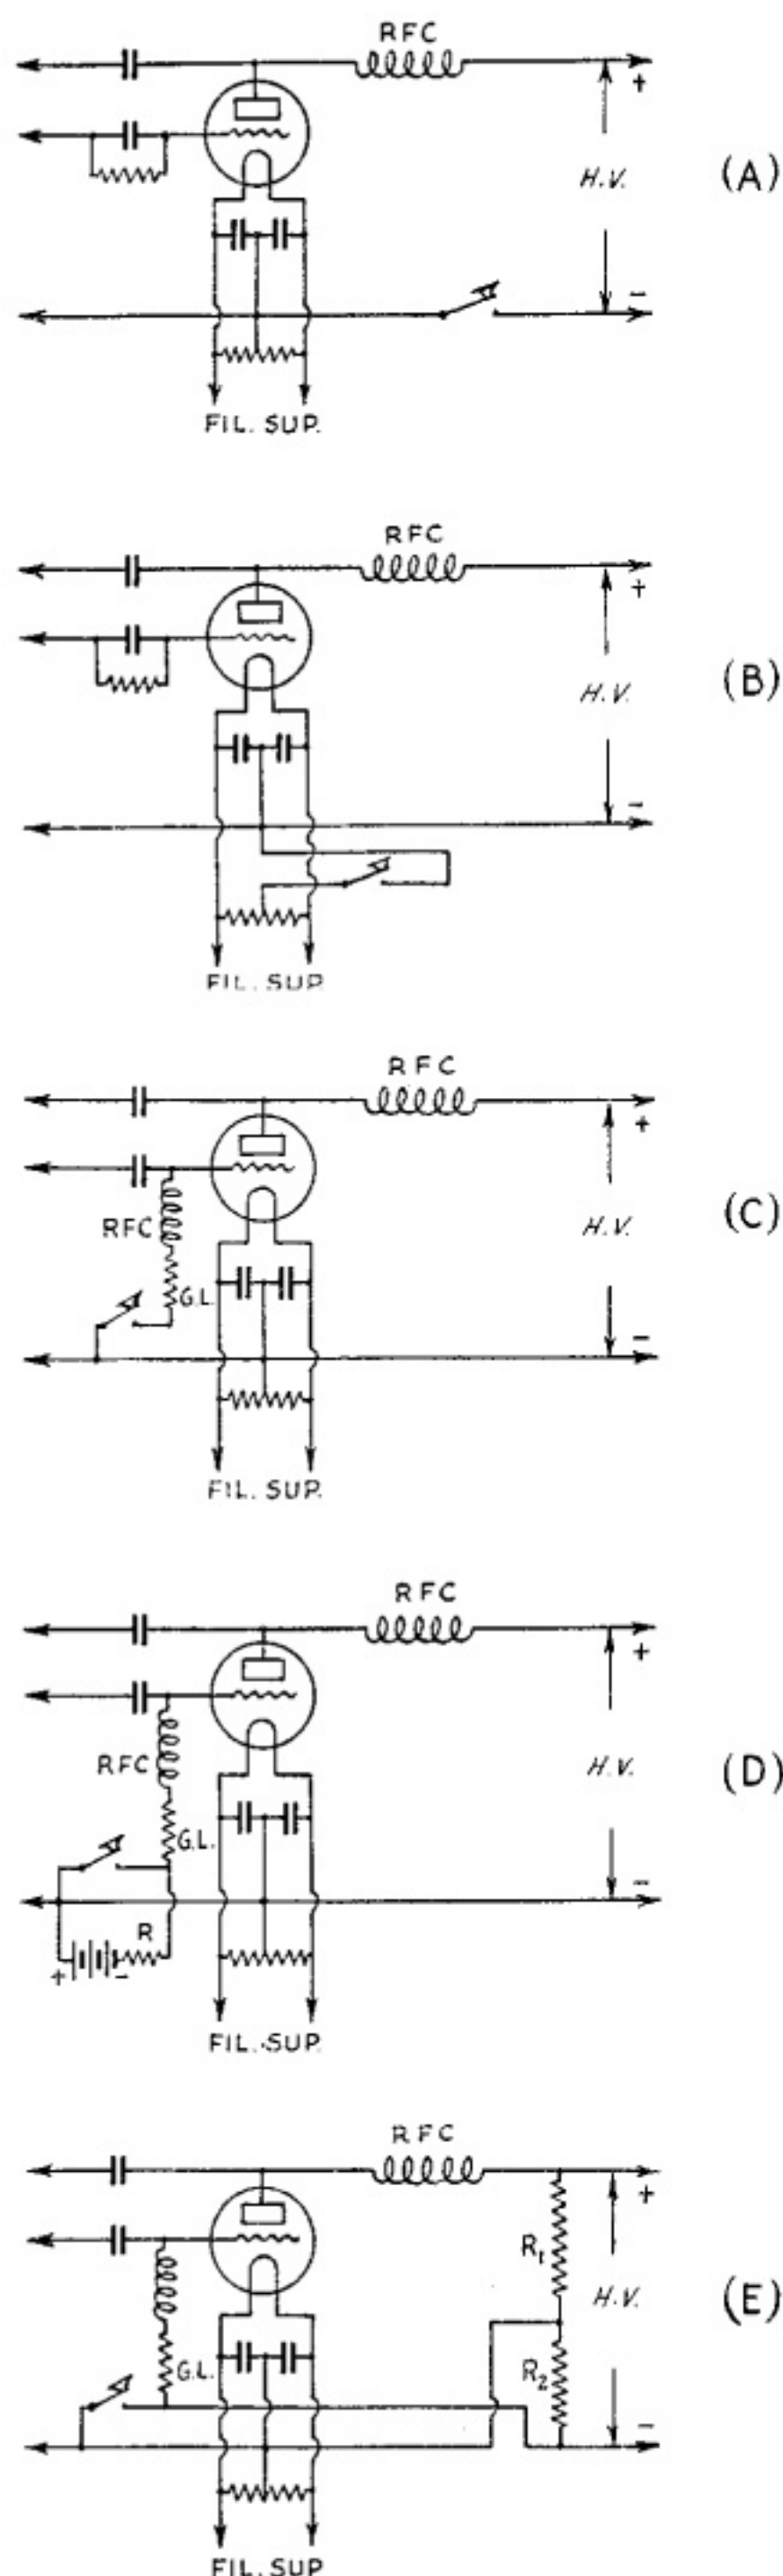 RFC
+
H.V.
(A)
-
FIL. SUP.
RFC
+
H.V.
(B)
-
FIL. SUP.
RFC
+
RFC
H.V.
(C)
G.L.
-
FIL. SUP.
RFC
+
RFC
H.V.
(D)
G.L.
-
R
+ -
FIL. SUP.
RFC
+
R1
H.V.
(E)
R2
G.L.
-
FIL. SUP